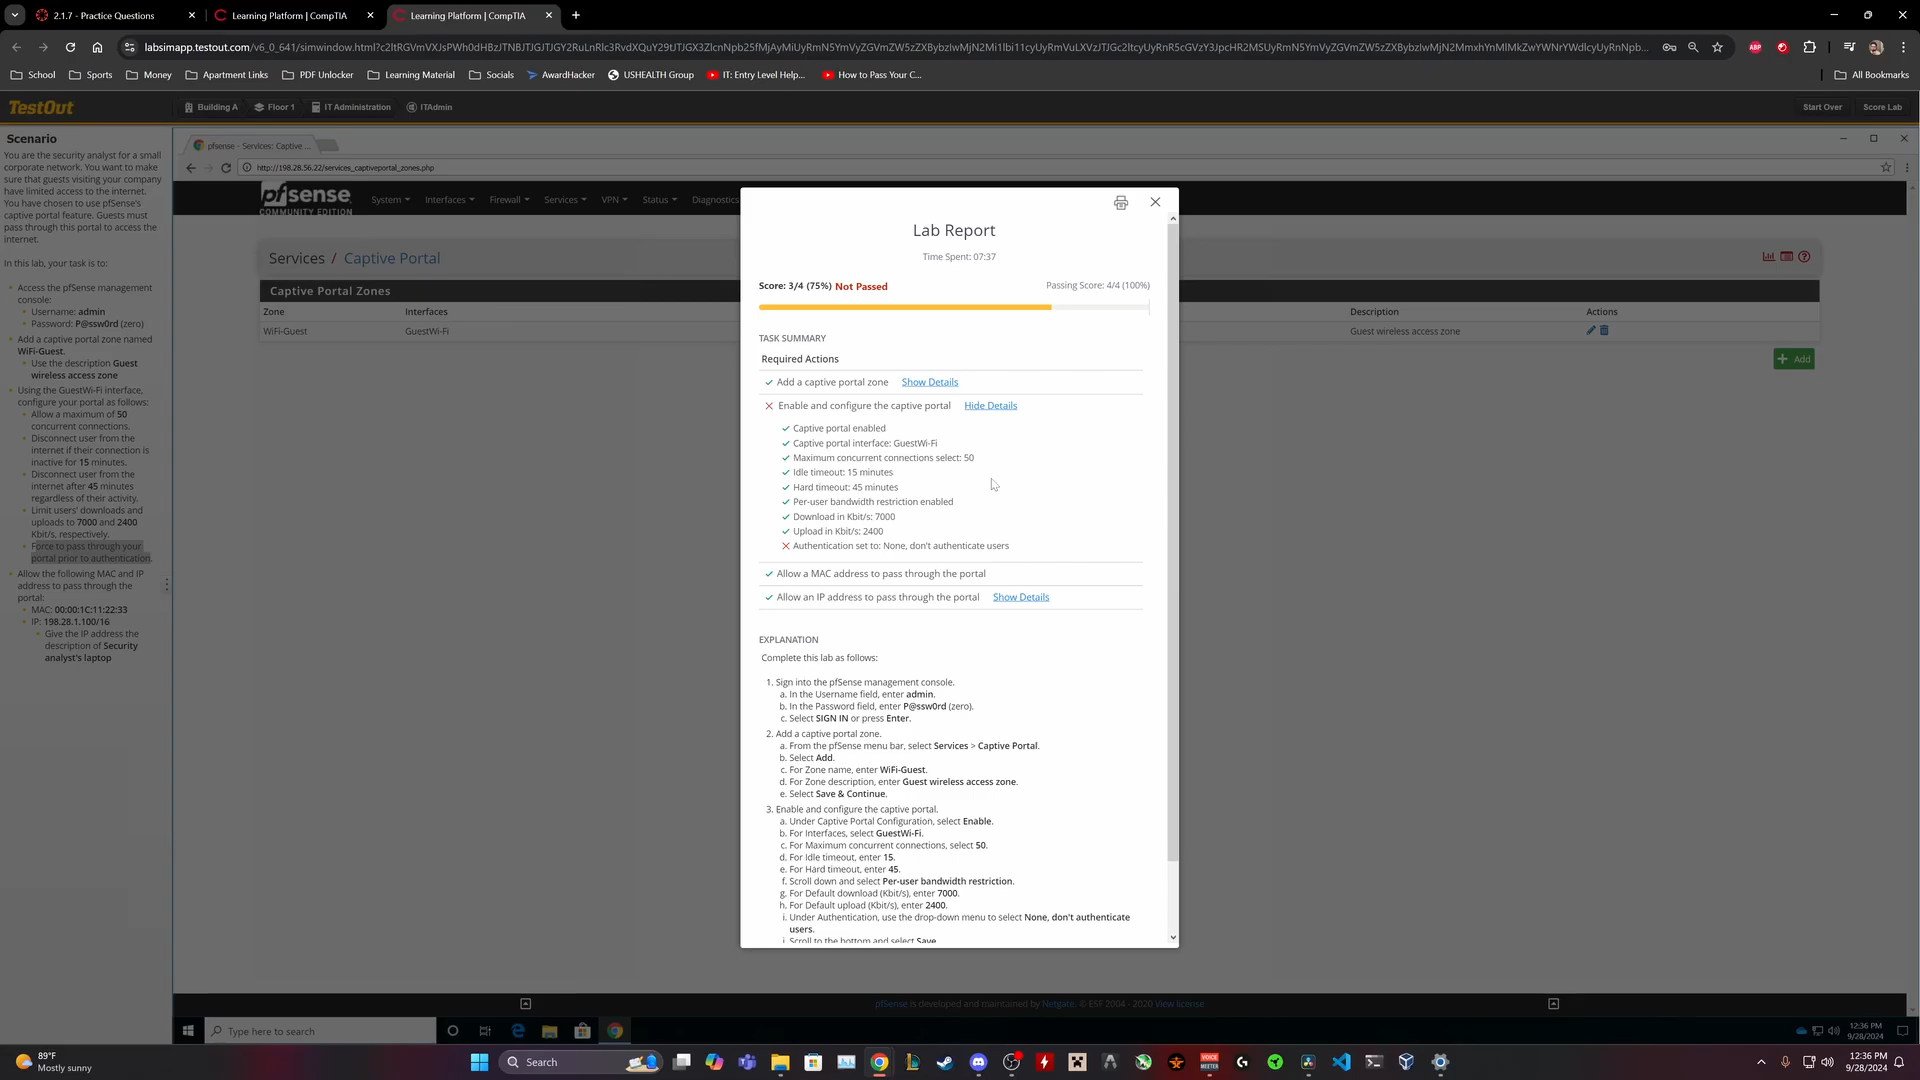 2.1.7 - Practice Questions
Learning Platform | CompTIA
Learning Platform | CompTIA
School
Sports
Money
Apartment Links
PDF Unlocker
Learning Material
Socials
AwardHacker
USHEALTH Group
IT: Entry Level Help...
How to Pass Your C...
All Bookmarks
TestOut
Building A
Floor 1
IT Administration
ITAdmin
Start Over
Score Lab
Scenario
You are the security analyst for a small
corporate network. You want to make
sure that guests visiting your company
have limited access to the internet.
You have chosen to use pfSense's
captive portal feature. Guests must
pass through this portal to access the
internet.
In this lab, your task is to:
Access the pfSense management
console:
Username: admin
Password: P@ssw0rd (zero)
Add a captive portal zone named
WiFi-Guest.
Use the description Guest
wireless access zone
Using the GuestWi-Fi interface,
configure your portal as follows:
Allow a maximum of 50
concurrent connections.
Disconnect user from the
internet if their connection is
inactive for 15 minutes.
Disconnect user from the
internet after 45 minutes
regardless of their activity.
Limit users' downloads and
uploads to 7000 and 2400
Kbit/s, respectively.
Force to pass through your
portal prior to authentication.
Allow the following MAC and IP
address to pass through the
portal:
MAC: 00:00:1C:11:22:33
IP: 198.28.1.100/16
Give the IP address the
description of Security
analyst's laptop
pfsense - Services: Captive ...
http://198.28.56.22/services_captiveportal_zones.php
pfsense
COMMUNITY EDITION
System
Interfaces
Firewall
Services
VPN
Status
Diagnostics
Services / Captive Portal
Captive Portal Zones
Zone
Interfaces
Description
Actions
WiFi-Guest
GuestWi-Fi
Guest wireless access zone
Add
Lab Report
Time Spent: 07:37
Score: 3/4 (75%) Not Passed
Passing Score: 4/4 (100%)
TASK SUMMARY
Required Actions
Add a captive portal zone Show Details
Enable and configure the captive portal Hide Details
Captive portal enabled
Captive portal interface: GuestWi-Fi
Maximum concurrent connections select: 50
Idle timeout: 15 minutes
Hard timeout: 45 minutes
Per-user bandwidth restriction enabled
Download in Kbit/s: 7000
Upload in Kbit/s: 2400
Authentication set to: None, don't authenticate users
Allow a MAC address to pass through the portal
Allow an IP address to pass through the portal Show Details
EXPLANATION
Complete this lab as follows:
1. Sign into the pfSense management console.
a. In the Username field, enter admin.
b. In the Password field, enter P@ssw0rd (zero).
c. Select SIGN IN or press Enter.
2. Add a captive portal zone.
a. From the pfSense menu bar, select Services > Captive Portal.
b. Select Add.
c. For Zone name, enter WiFi-Guest.
d. For Zone description, enter Guest wireless access zone.
e. Select Save & Continue.
3. Enable and configure the captive portal.
a. Under Captive Portal Configuration, select Enable.
b. For Interfaces, select GuestWi-Fi.
c. For Maximum concurrent connections, select 50.
d. For Idle timeout, enter 15.
e. For Hard timeout, enter 45.
f. Scroll down and select Per-user bandwidth restriction.
g. For Default download (Kbit/s), enter 7000.
h. For Default upload (Kbit/s), enter 2400.
i. Under Authentication, use the drop-down menu to select None, don't authenticate
users.
j. Scroll to the bottom and select Save.
pfSense is developed and maintained by Netgate. © ESF 2004 - 2020 View license
Type here to search
12:36 PM
9/28/2024
89°F
Mostly sunny
Search
12:36 PM
9/28/2024